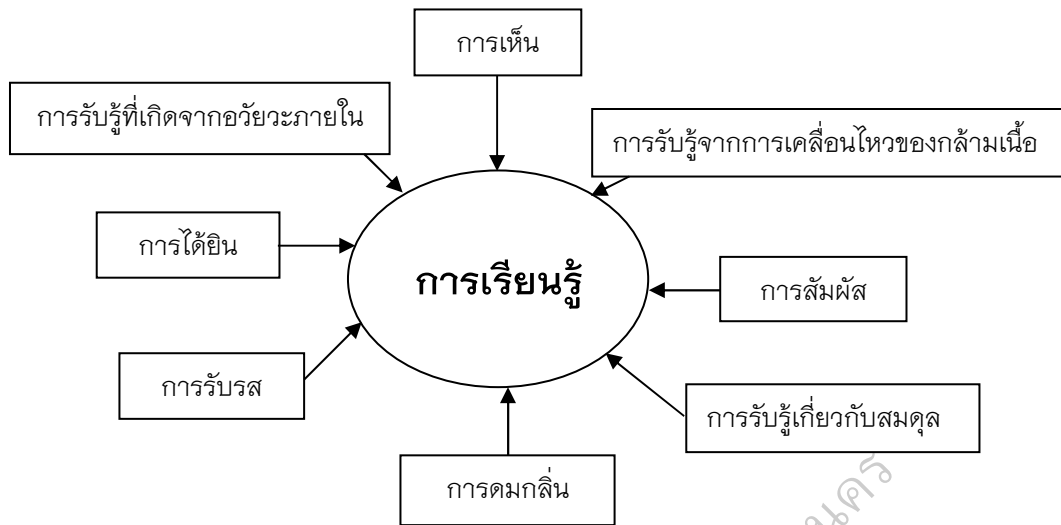 การเห็น
การรับรู้ที่เกิดจากอวัยวะภายใน
การรับรู้จากการเคลื่อนไหวของกล้ามเนื้อ
การได้ยิน
การเรียนรู้
การสัมผัส
การรับรส
การรับรู้เกี่ยวกับสมดุล
การดมกลิ่น